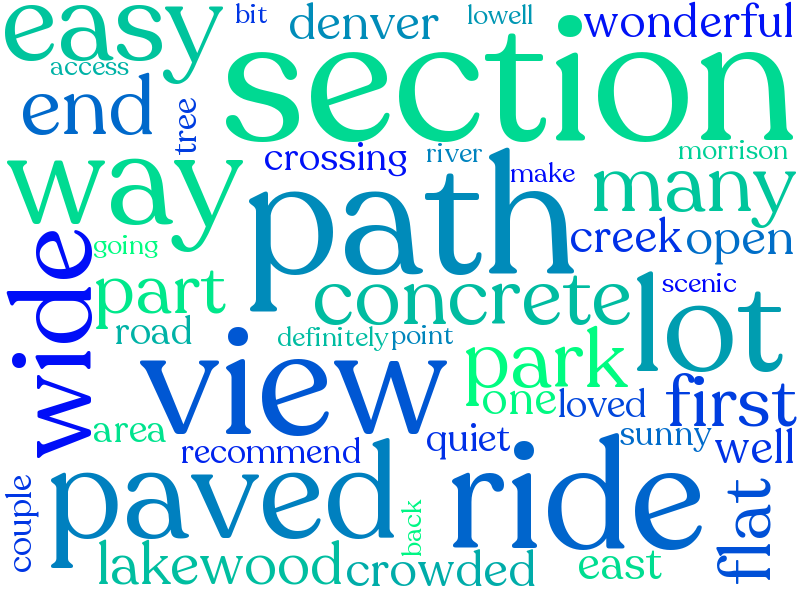 easy
bit
denver
lowell
wonderful
access
section
end
tree
way
crossing
river
make
morrison
many
path
creek
open
wide
going
part
concrete
scenic
lot
road
definitely
point
view
park
one
loved
first
area
recommend
quiet
sunny
well
paved
ride
couple
back
flat
lakewood
crowded
east